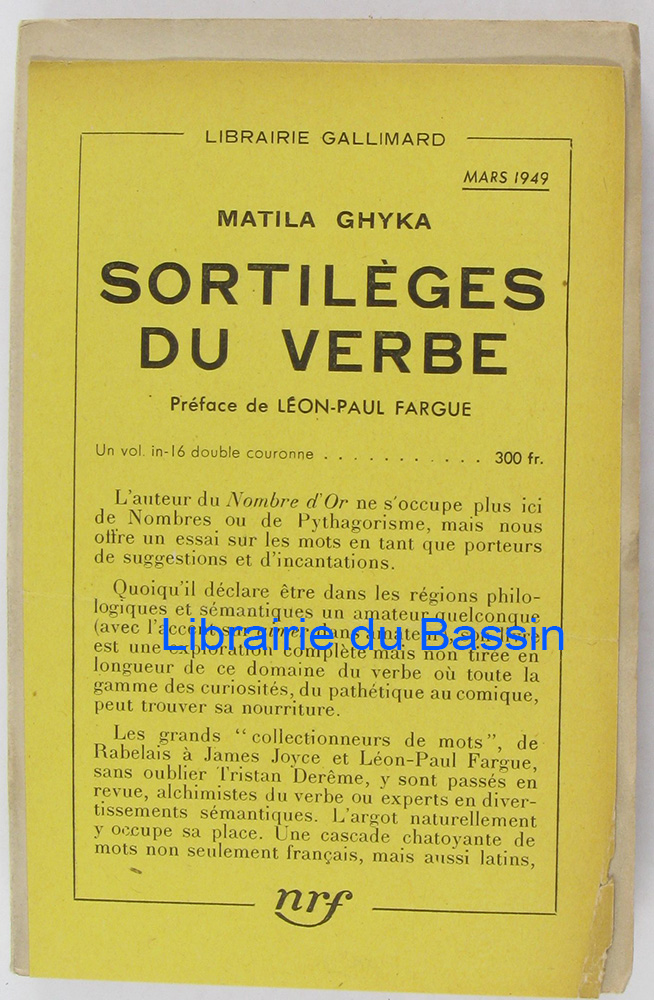 LIBRAIRIE GALLIMARD
MARS 1949
MATILA GHYKA
SORTILÈGES
DU VERBE
Préface de LÉON-PAUL FARGUE
Un vol. in-16 double couronne . . . . . . . . . . . 300 fr.
L'auteur du Nombre d'Or ne s'occupe plus ici
de Nombres ou de Pythagorisme, mais nous
offre un essai sur les mots en tant que porteurs
de suggestions et d'incantations.
Quoiqu'il déclare être dans les régions philo-
logiques et sémantiques un amateur quelconque
(avec l'accent sur
Librairie du Bassin
est une exploration complète mais non tirée en
longueur de ce domaine du verbe où toute la
gamme des curiosités, du pathétique au comique,
peut trouver sa nourriture.
Les grands "collectionneurs de mots", de
Rabelais à James Joyce et Léon-Paul Fargue,
sans oublier Tristan Derême, y sont passés en
revue, alchimistes du verbe ou experts en diver-
tissements sémantiques. L'argot naturellement
y occupe sa place. Une cascade chatoyante de
mots non seulement français, mais aussi latins,
nrf